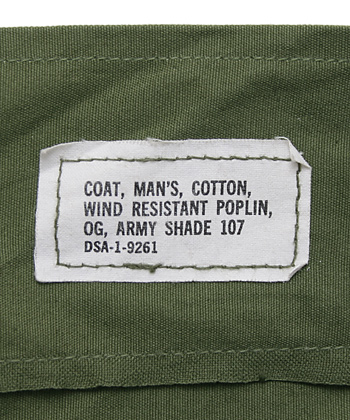 COAT, MAN'S, COTTON,
WIND RESISTANT POPLIN,
OG, ARMY SHADE 107
DSA-1-9261